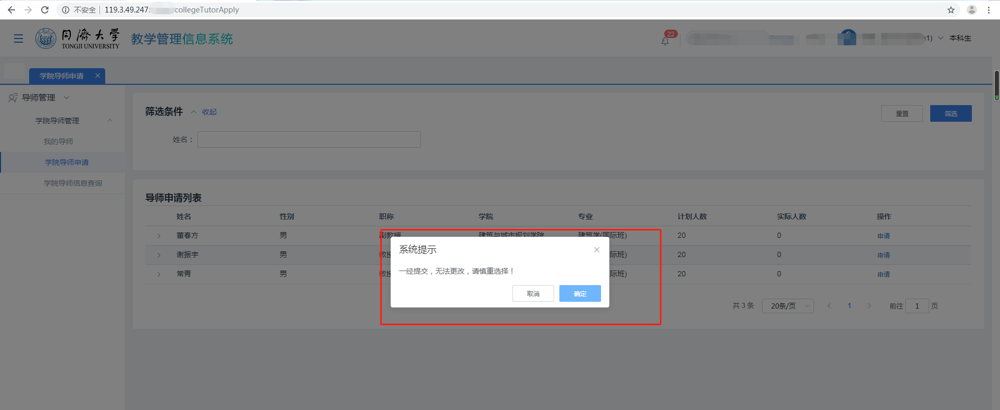 不安全 119.3.49.247: collegeTutorApply
同濟大學
TONGJI UNIVERSITY
教学管理信息系统
22
1)
本科生
学院导师申请
导师管理
学院导师管理
我的导师
学院导师申请
学院导师信息查询
筛选条件 收起
重置 筛选
姓名：
导师申请列表
姓名 性别 职称 学院 专业 计划人数 实际人数 操作
董春方 男 副教授 建筑与城市规划学院 建筑学(国际班) 20 0 申请
谢振宇 男 教授 际班) 20 0 申请
常青 男 教授 际班) 20 0 申请
系统提示
一经提交，无法更改，请慎重选择！
取消 确定
共 3 条 20条/页 1 前往 1 页